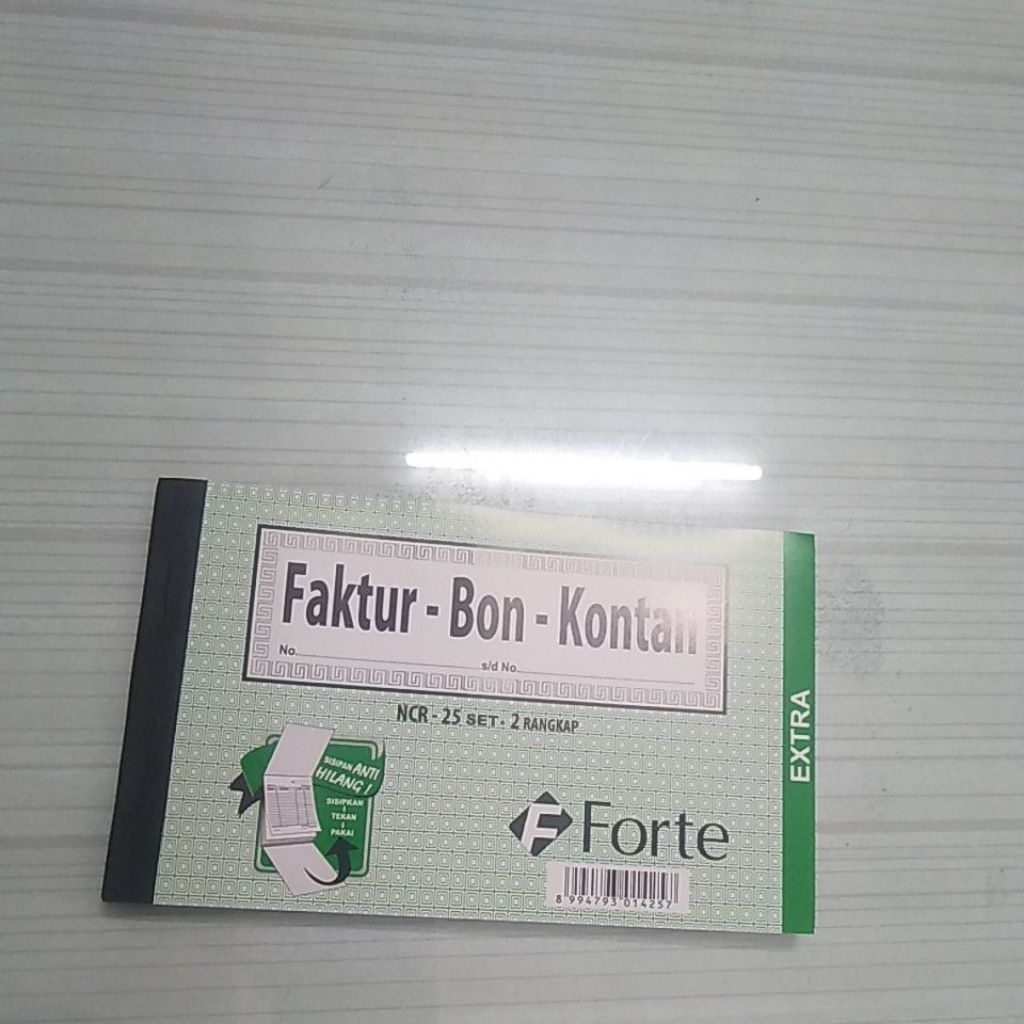 Faktur - Bon - Kontan
No. s/d No.
NCR - 25 SET - 2 RANGKAP
SISIPAN ANTI
HILANG !
SISIPKAN
TEKAN
PAKAI
F Forte
8 994793 014257
EXTRA